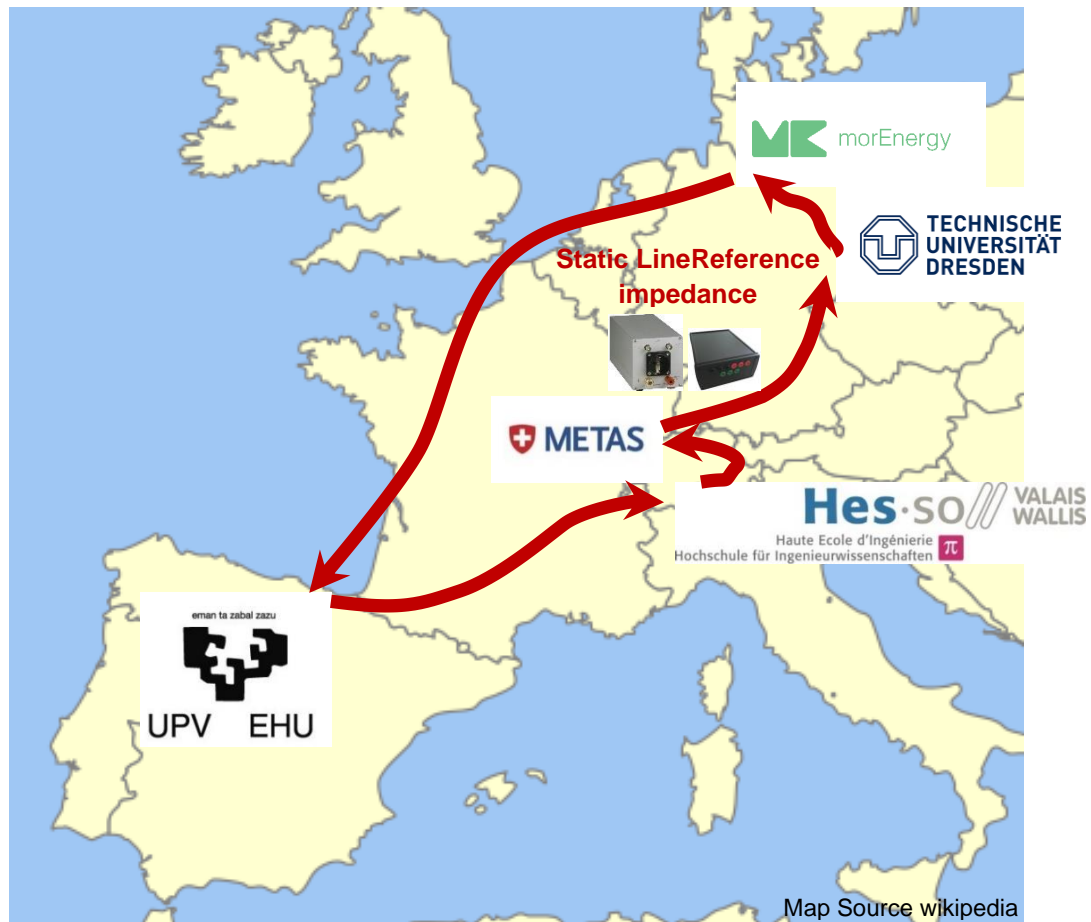 morEnergy
TECHNISCHE
UNIVERSITÄT
DRESDEN
Static LineReference
impedance
METAS
Hes·so VALAIS
WALLIS
Haute Ecole d'Ingénierie
Hochschule für Ingenieurwissenschaften π
eman ta zabal zazu
UPV EHU
Map Source wikipedia